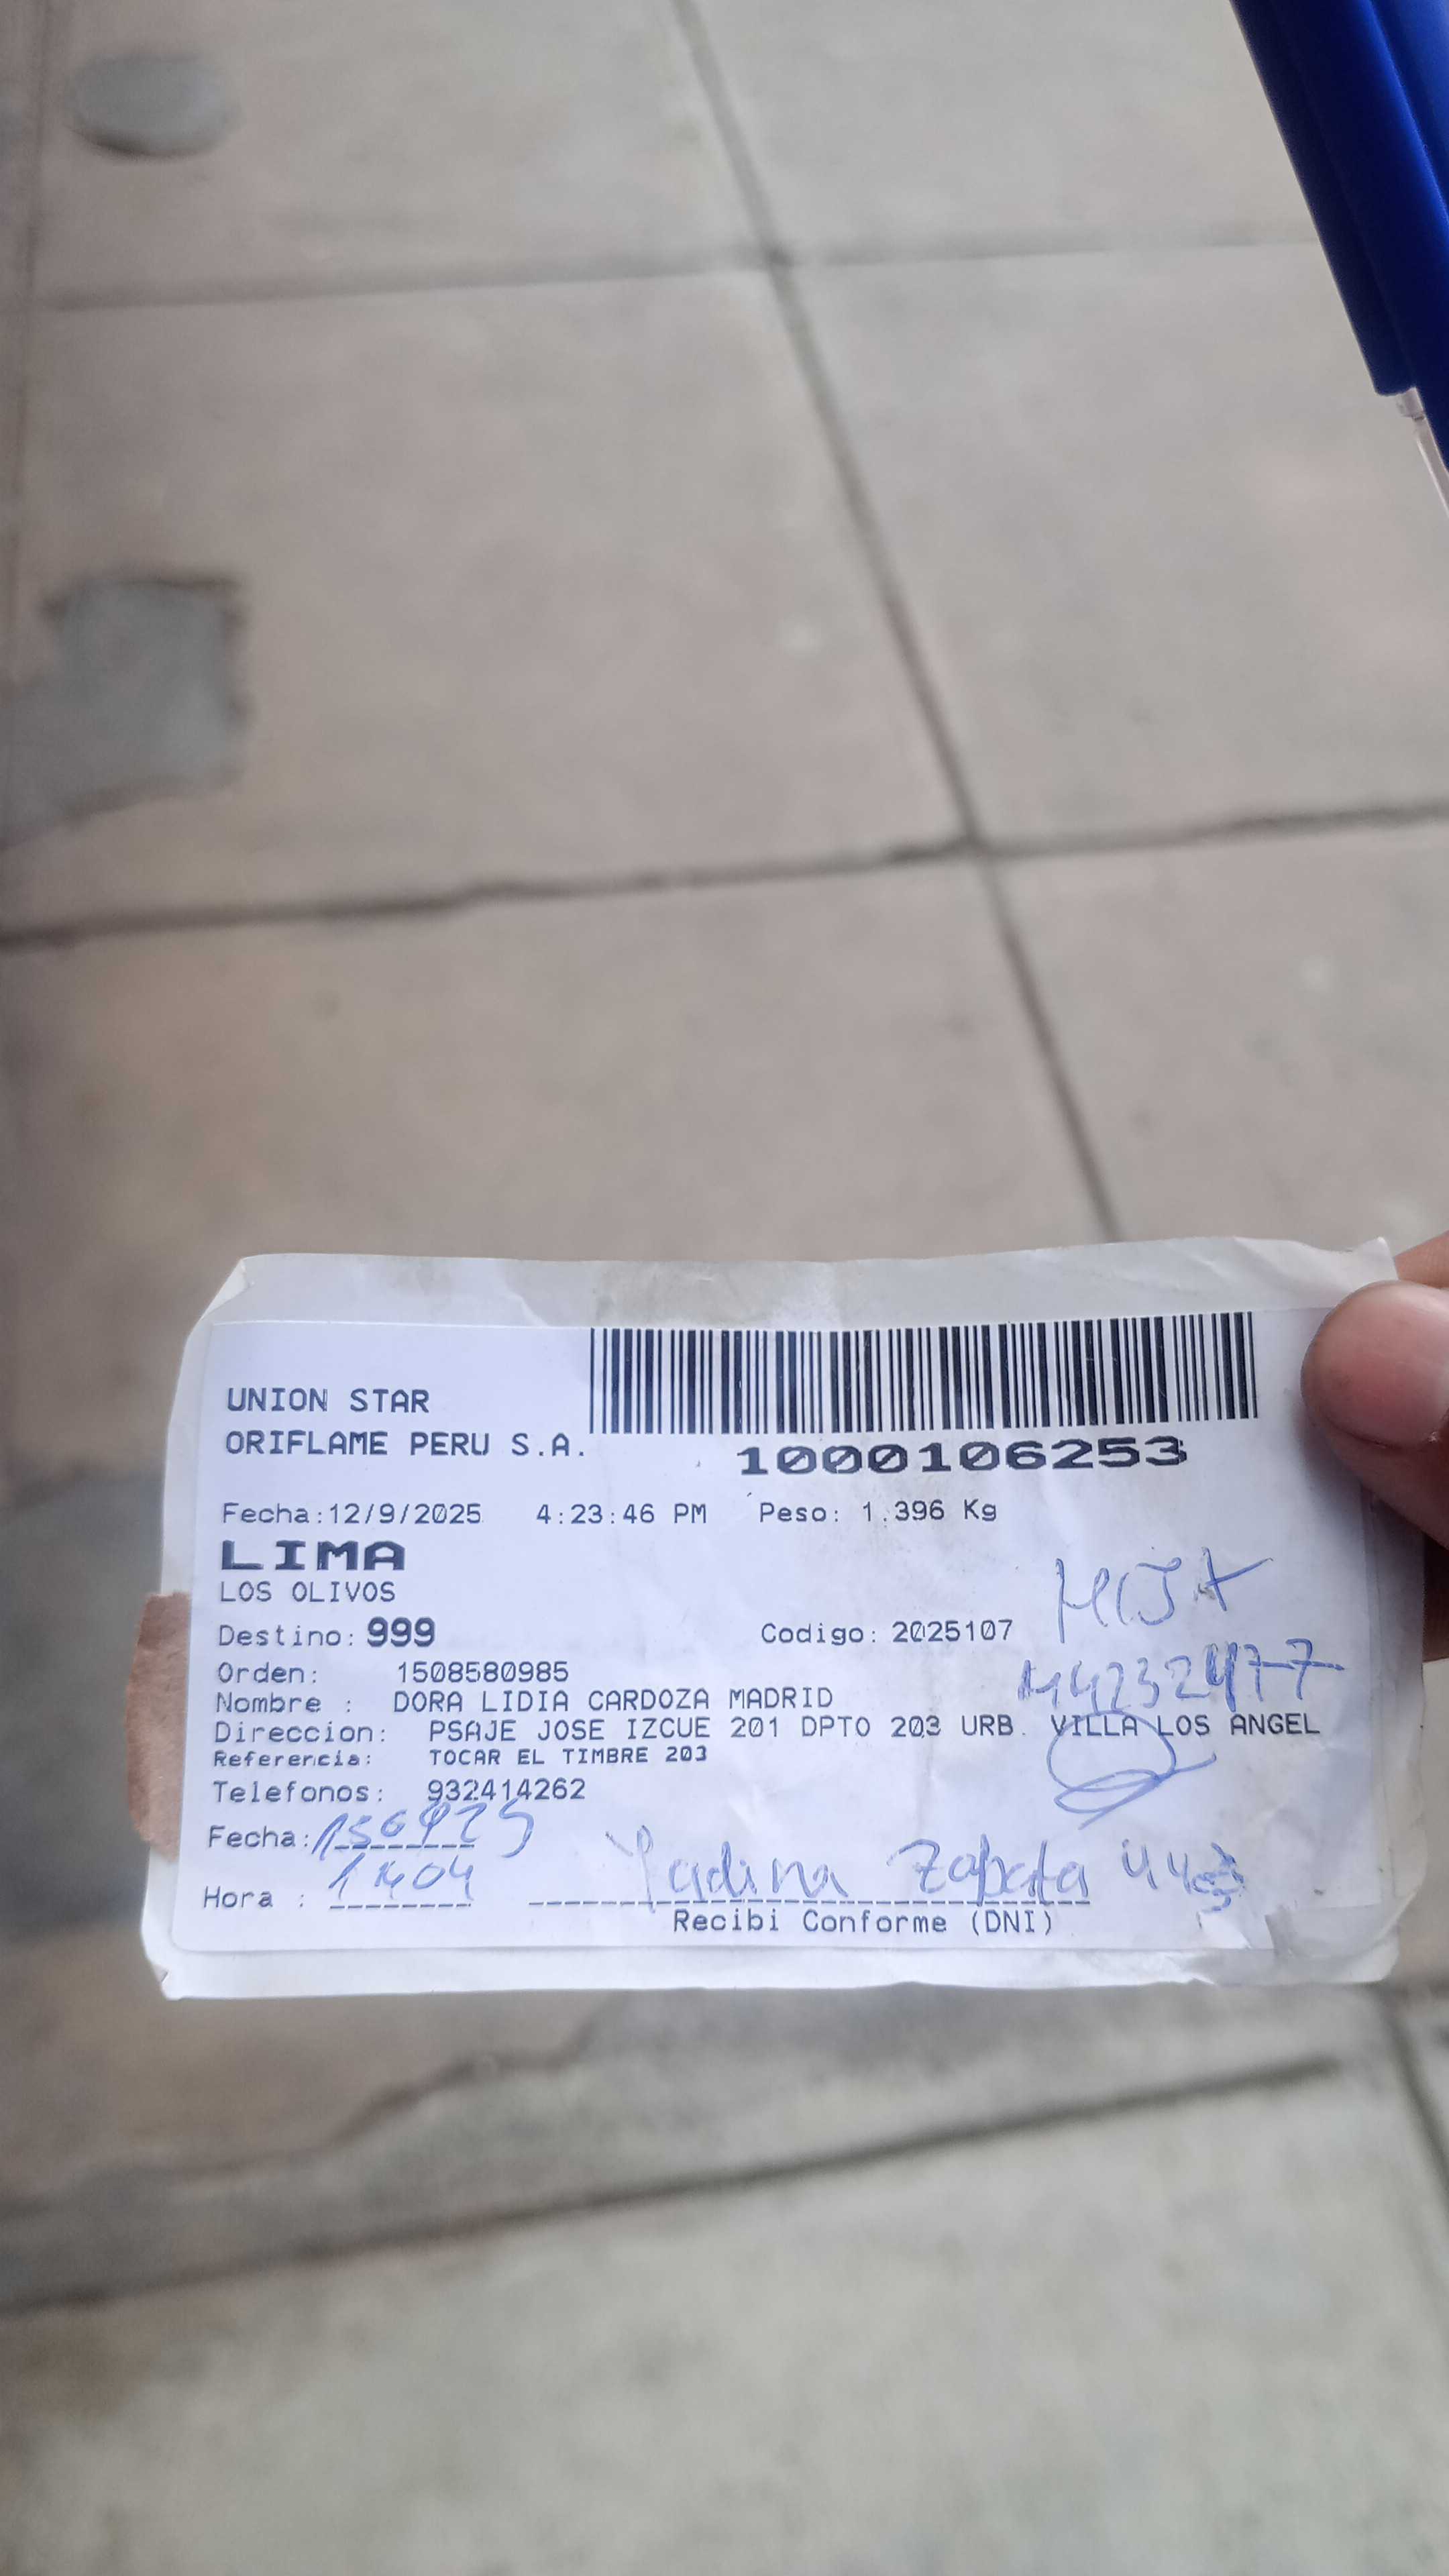 UNION STAR
ORIFLAME PERU S.A.
1000106253
Fecha:12/9/2025 4:23:46 PM Peso: 1.396 Kg
LIMA
LOS OLIVOS
Destino: 999 Codigo: 2025107
Orden: 1508580985
Nombre : DORA LIDIA CARDOZA MADRID
Direccion: PSAJE JOSE IZCUE 201 DPTO 203 URB. VILLA LOS ANGEL
Referencia: TOCAR EL TIMBRE 203
Telefonos: 932414262
Fecha:
Hora :
Zapata
Recibi Conforme (DNI)